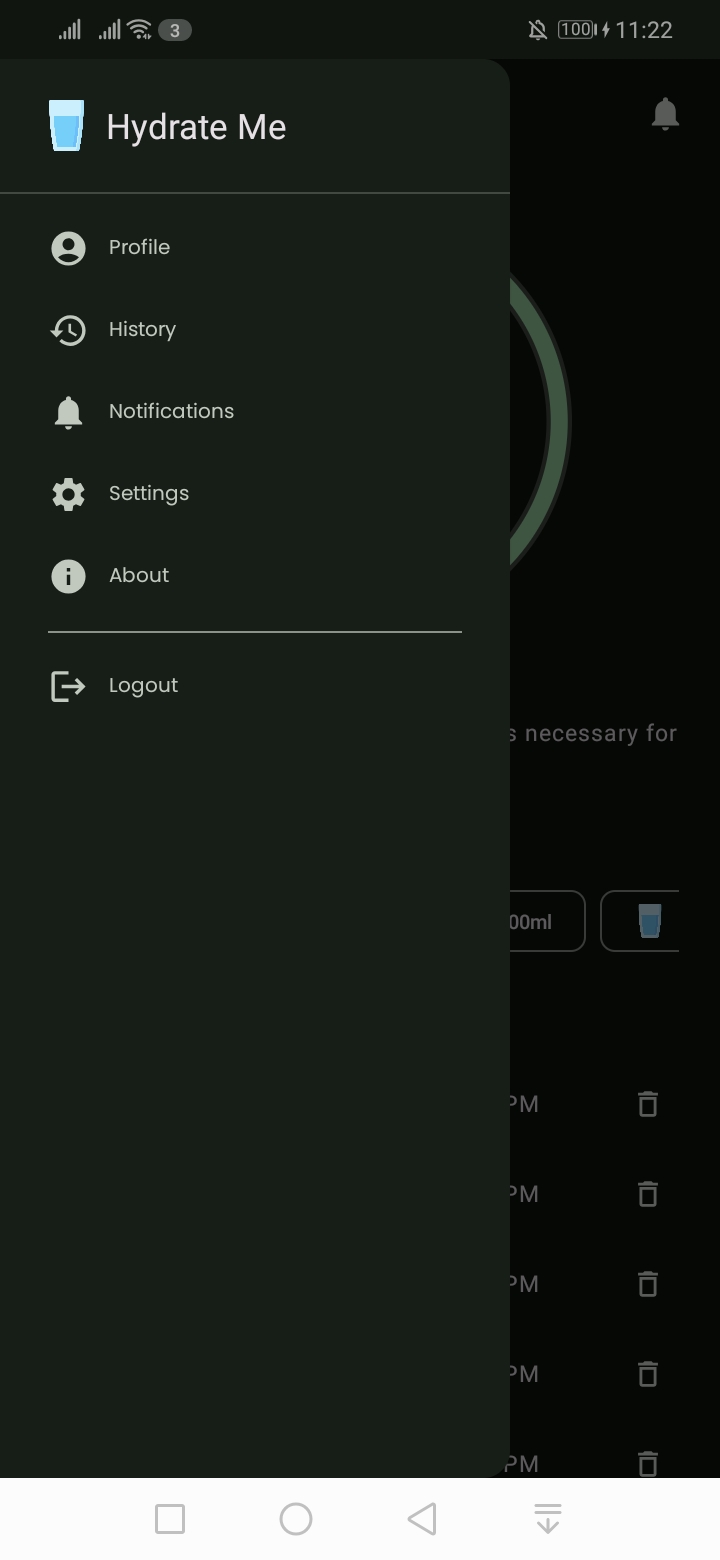 3
100 11:22
Hydrate Me
Profile
History
Notifications
Settings
About
Logout
necessary for
00ml
PM
PM
PM
PM
PM